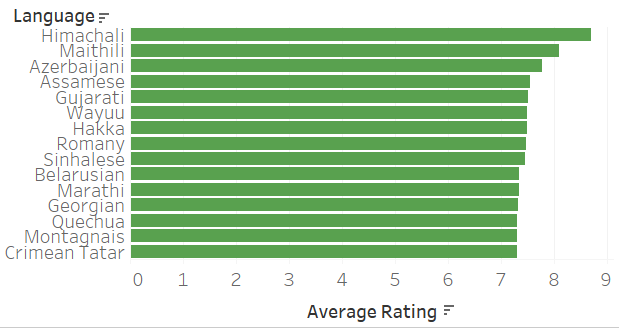 Language
Himachali
Maithili
Azerbaijani
Assamese
Gujarati
Wayuu
Hakka
Romany
Sinhalese
Belarusian
Marathi
Georgian
Quechua
Montagnais
Crimean Tatar
0 1 2 3 4 5 6 7 8 9
Average Rating